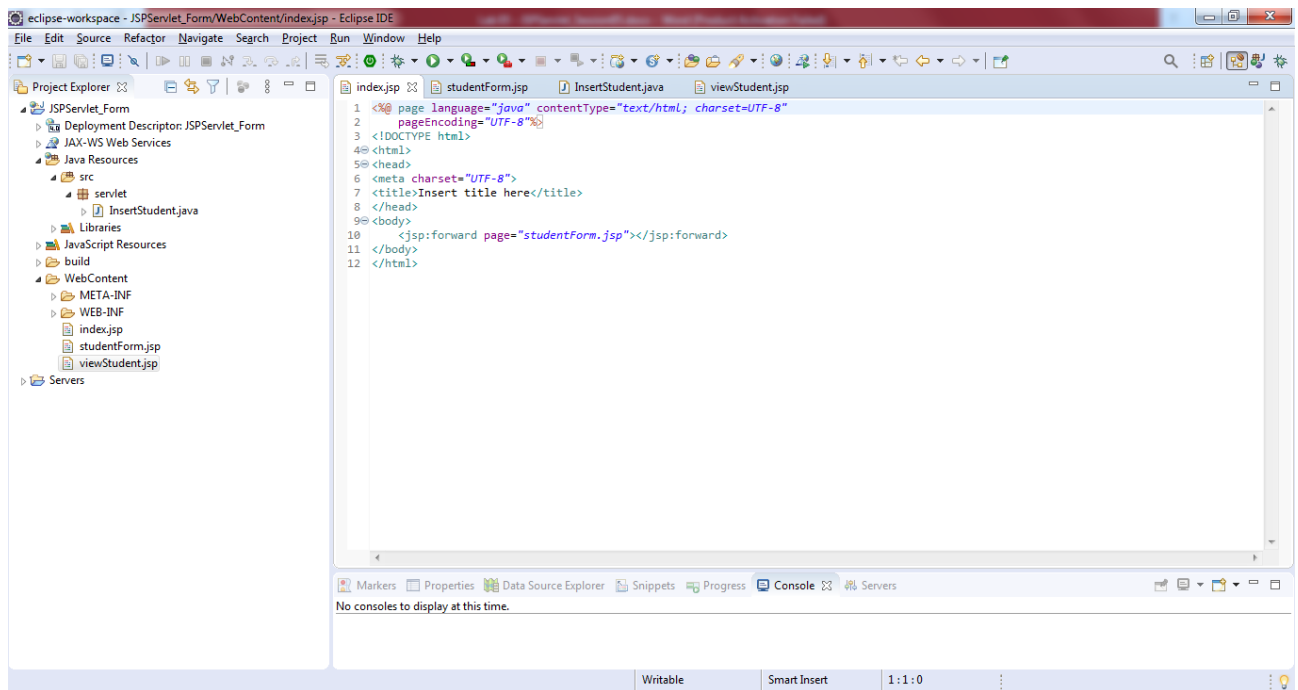 eclipse-workspace - JSPServlet_Form/WebContent/index.jsp - Eclipse IDE
File Edit Source Refactor Navigate Search Project Run Window Help
Project Explorer
JSPServlet_Form
Deployment Descriptor: JSPServlet_Form
JAX-WS Web Services
Java Resources
src
servlet
InsertStudent.java
Libraries
JavaScript Resources
build
WebContent
META-INF
WEB-INF
index.jsp
studentForm.jsp
viewStudent.jsp
Servers
index.jsp studentForm.jsp InsertStudent.java viewStudent.jsp
1 <%@ page language="java" contentType="text/html; charset=UTF-8"
2 pageEncoding="UTF-8"%>
3 <!DOCTYPE html>
4 <html>
5 <head>
6 <meta charset="UTF-8">
7 <title>Insert title here</title>
8 </head>
9 <body>
10 <jsp:forward page="studentForm.jsp"></jsp:forward>
11 </body>
12 </html>
Markers Properties Data Source Explorer Snippets Progress Console Servers
No consoles to display at this time.
Writable Smart Insert 1:1:0